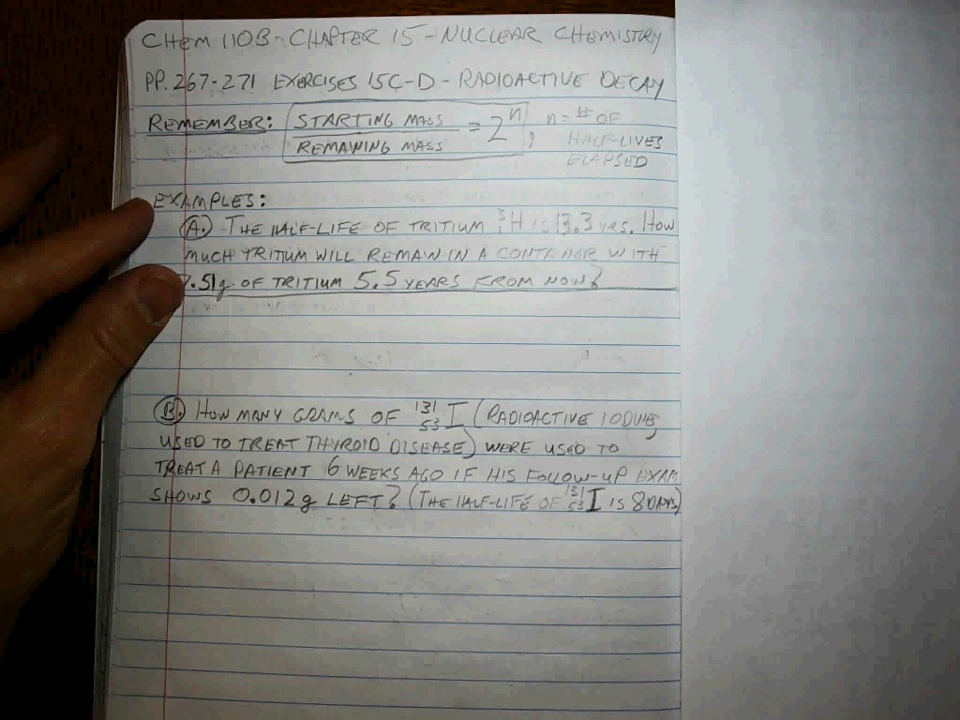 CHEM 110B - CHAPTER 15 - NUCLEAR CHEMISTRY
PP. 267-271 EXERCISES 15C-D - RADIOACTIVE DECAY
REMEMBER: STARTING MASS / REMAINING MASS = 2^n, n = # OF
HALF-LIVES
ELAPSED
EXAMPLES:
A. THE HALF-LIFE OF TRITIUM ³₁H IS 13.3 yrs. HOW
MUCH TRITIUM WILL REMAIN IN A CONTAINER WITH
.51g OF TRITIUM 5.5 YEARS FROM NOW?
B. HOW MANY GRAMS OF ¹³¹₅₃I (RADIOACTIVE IODINE,
USED TO TREAT THYROID DISEASE) WERE USED TO
TREAT A PATIENT 6 WEEKS AGO IF HIS FOLLOW-UP EXAM
SHOWS 0.012g LEFT? (THE HALF-LIFE OF ¹³¹₅₃I IS 8 DAYS)